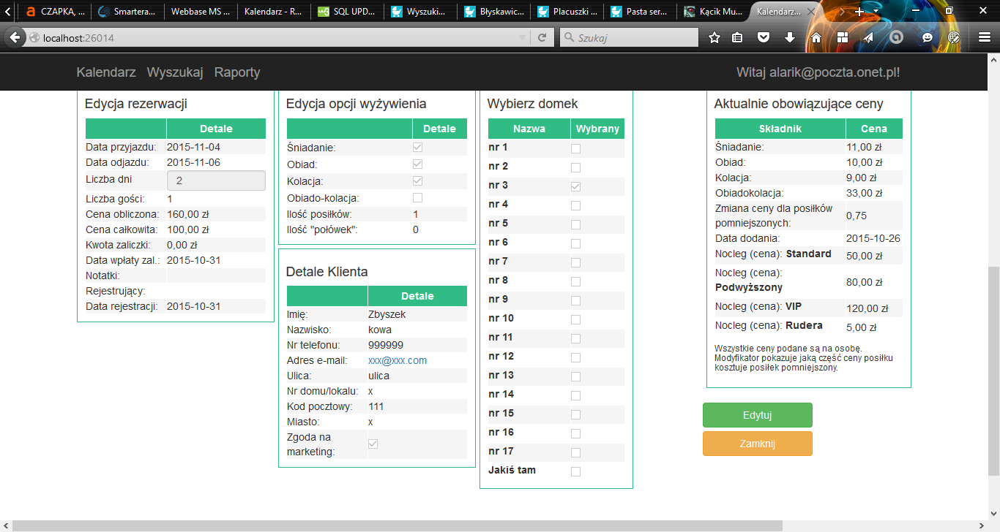 CZAPKA, ...
Smartera...
Webbase MS ...
Kalendarz - R...
SQL UPD...
Wyszuki...
Błyskawic...
Placuszki ...
Pasta ser...
Kącik Mu...
Kalendarz...
localhost:26014
Szukaj
Kalendarz Wyszukaj Raporty
Witaj alarik@poczta.onet.pl!
Edycja rezerwacji
Detale
Data przyjazdu: 2015-11-04
Data odjazdu: 2015-11-06
Liczba dni 2
Liczba gości: 1
Cena obliczona: 160,00 zł
Cena całkowita: 100,00 zł
Kwota zaliczki: 0,00 zł
Data wpłaty zal.: 2015-10-31
Notatki:
Rejestrujący:
Data rejestracji: 2015-10-31
Edycja opcji wyżywienia
Detale
Śniadanie:
Obiad:
Kolacja:
Obiado-kolacja:
Ilość posiłków: 1
Ilość "połówek": 0
Detale Klienta
Detale
Imię: Zbyszek
Nazwisko: kowa
Nr telefonu: 999999
Adres e-mail: xxx@xxx.com
Ulica: ulica
Nr domu/lokalu: x
Kod pocztowy: 111
Miasto: x
Zgoda na
marketing:
Wybierz domek
Nazwa Wybrany
nr 1
nr 2
nr 3
nr 4
nr 5
nr 6
nr 7
nr 8
nr 9
nr 10
nr 11
nr 12
nr 13
nr 14
nr 15
nr 16
nr 17
Jakiś tam
Aktualnie obowiązujące ceny
Składnik Cena
Śniadanie: 11,00 zł
Obiad: 10,00 zł
Kolacja: 9,00 zł
Obiadokolacja: 33,00 zł
Zmiana ceny dla posiłków
pomniejszonych: 0,75
Data dodania: 2015-10-26
Nocleg (cena): Standard 50,00 zł
Nocleg (cena):
Podwyższony 80,00 zł
Nocleg (cena): VIP 120,00 zł
Nocleg (cena): Rudera 5,00 zł
Wszystkie ceny podane są na osobę.
Modyfikator pokazuje jaką część ceny posiłku
kosztuje posiłek pomniejszony.
Edytuj
Zamknij